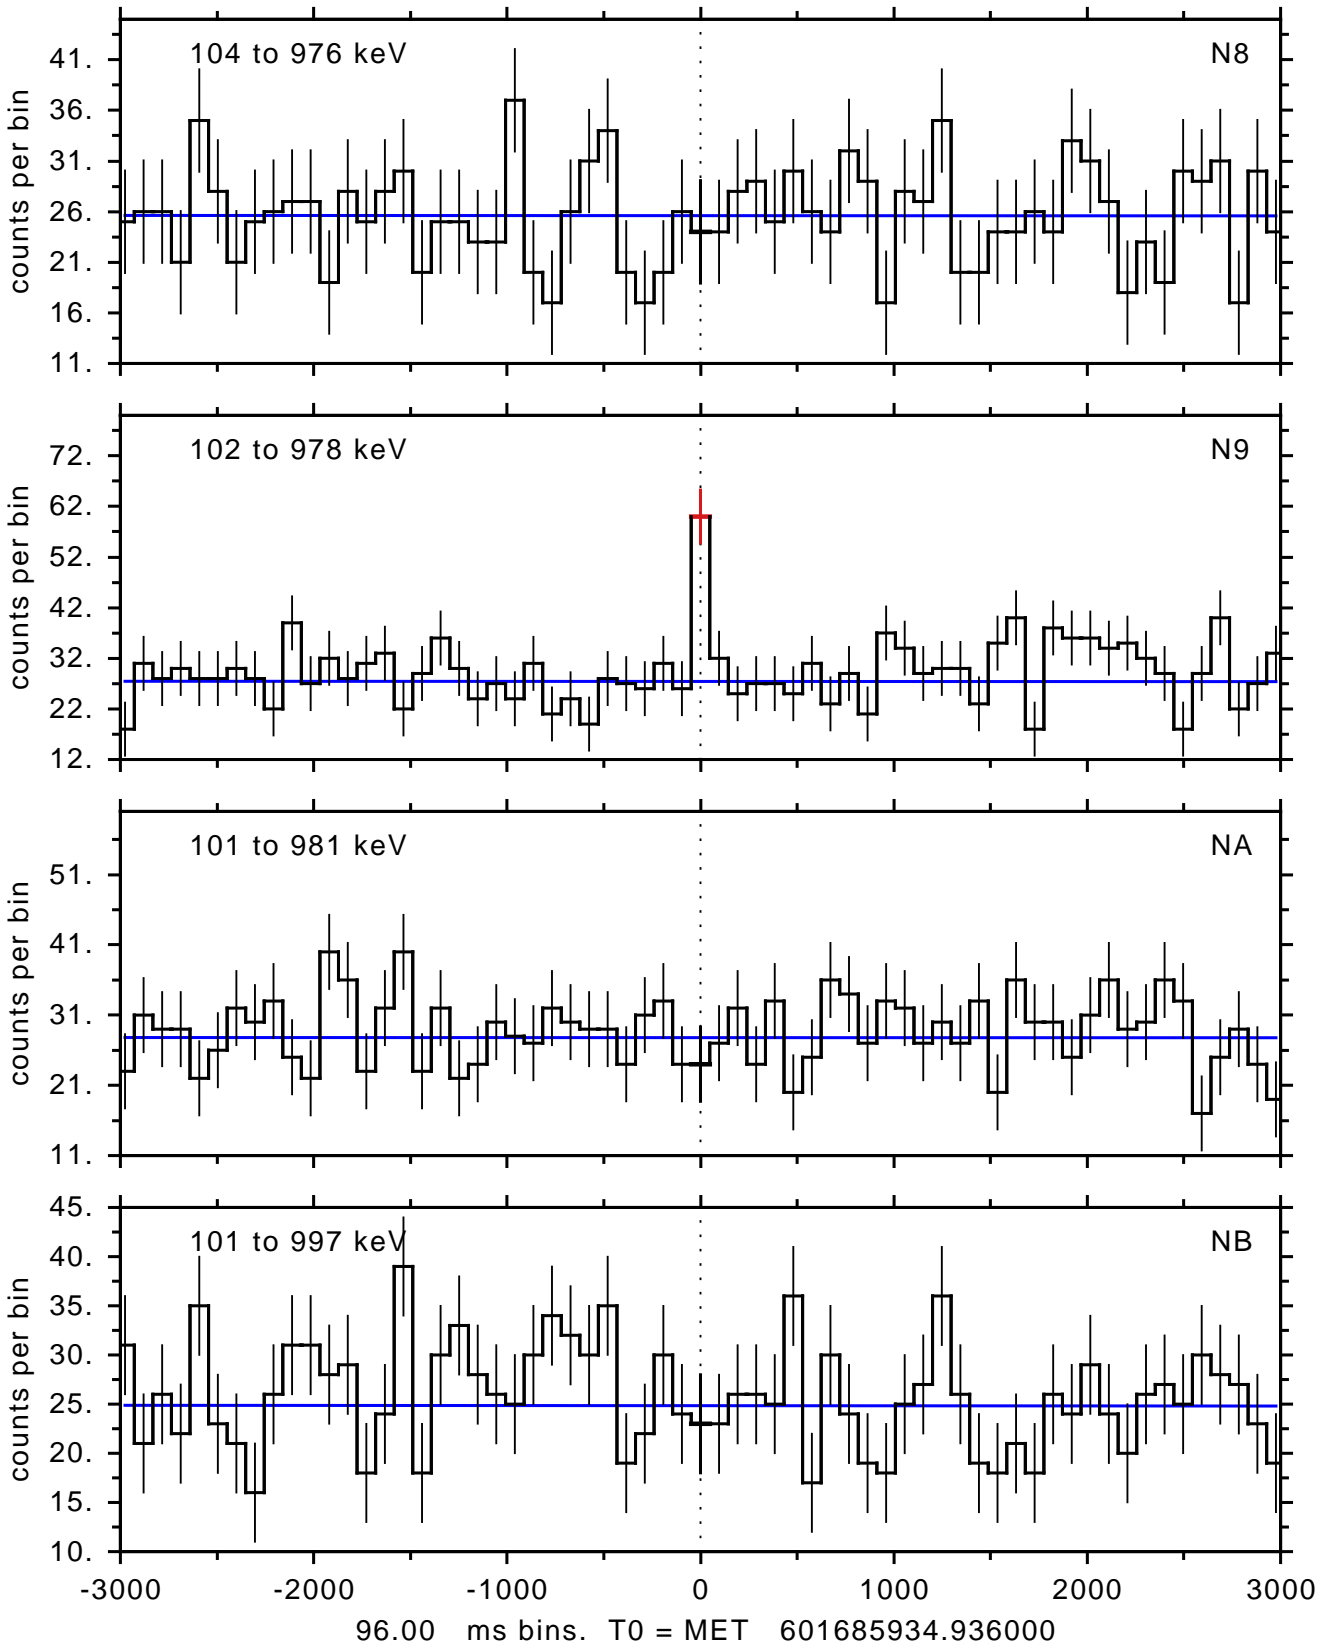 104 to 976 keV N8
41.
36.
31.
26.
21.
16.
11.
counts per bin
102 to 978 keV N9
72.
62.
52.
42.
32.
22.
12.
counts per bin
101 to 981 keV NA
51.
41.
31.
21.
11.
counts per bin
101 to 997 keV NB
45.
40.
35.
30.
25.
20.
15.
10.
counts per bin
-3000 -2000 -1000 0 1000 2000 3000
96.00 ms bins. T0 = MET 601685934.936000